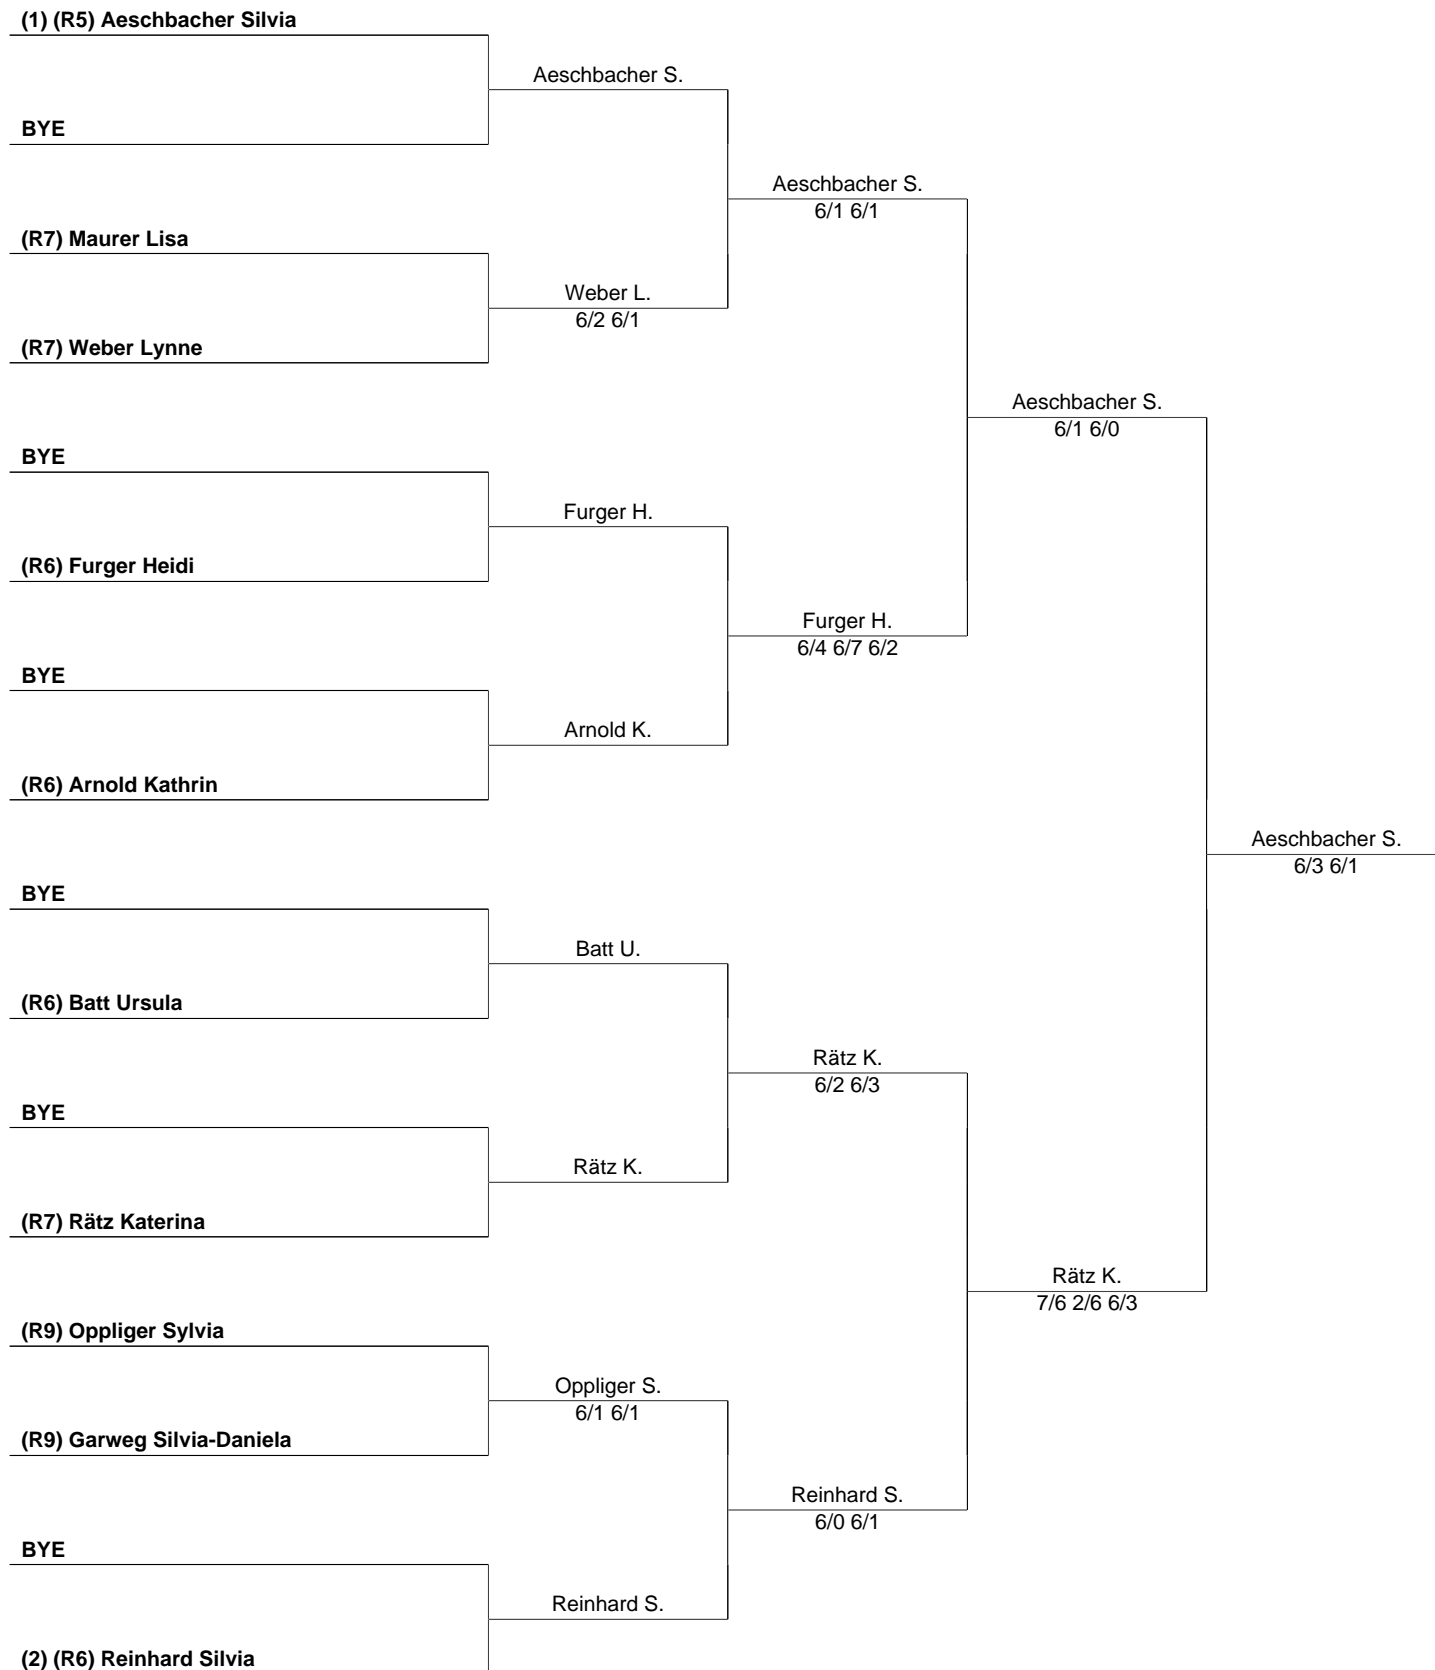 (1) (R5) Aeschbacher Silvia
Aeschbacher S.
BYE
Aeschbacher S.
6/1 6/1
(R7) Maurer Lisa
Weber L.
6/2 6/1
(R7) Weber Lynne
Aeschbacher S.
6/1 6/0
BYE
Furger H.
(R6) Furger Heidi
Furger H.
6/4 6/7 6/2
BYE
Arnold K.
(R6) Arnold Kathrin
Aeschbacher S.
6/3 6/1
BYE
Batt U.
(R6) Batt Ursula
Rätz K.
6/2 6/3
BYE
Rätz K.
(R7) Rätz Katerina
Rätz K.
7/6 2/6 6/3
(R9) Oppliger Sylvia
Oppliger S.
6/1 6/1
(R9) Garweg Silvia-Daniela
Reinhard S.
6/0 6/1
BYE
Reinhard S.
(2) (R6) Reinhard Silvia